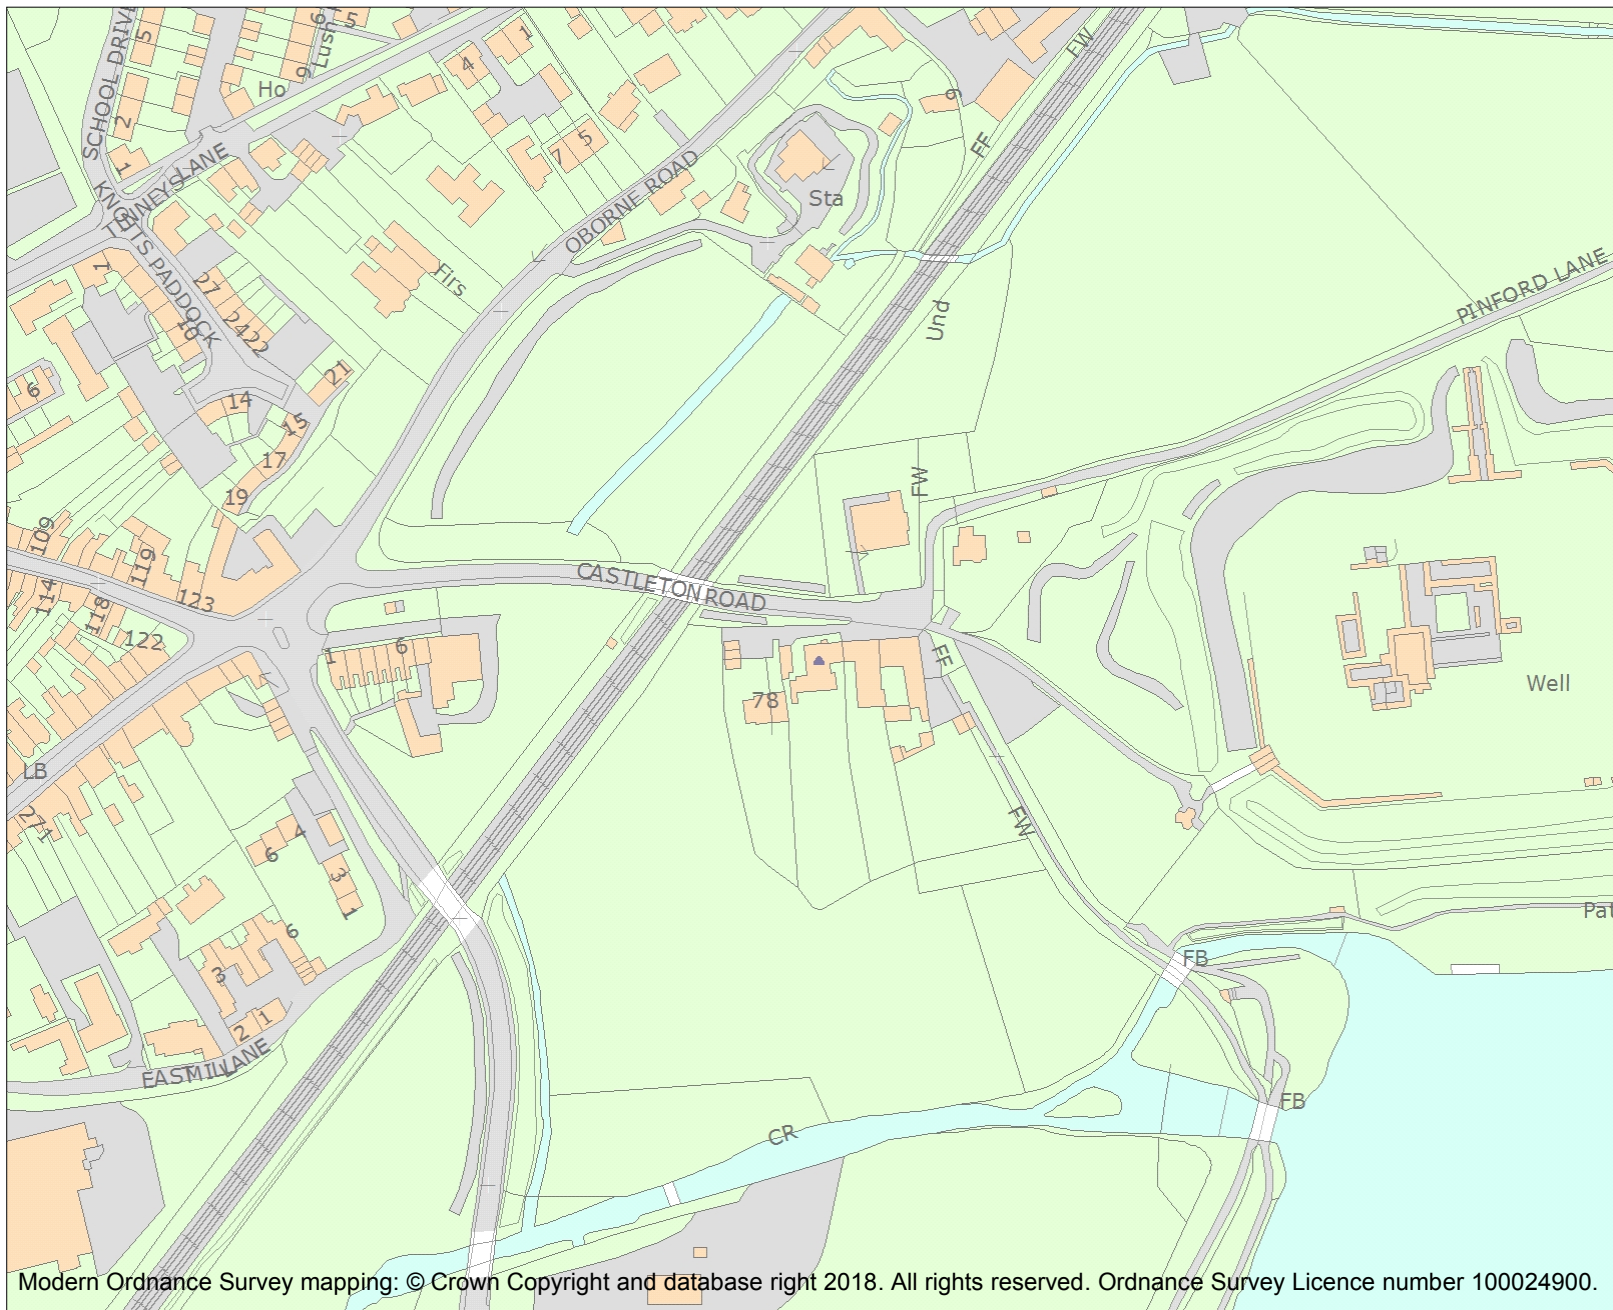 SCHOOL DRIVE
5
9
Lush
5
9
Ho
4
1
2
1
7
5
9
FW
FF
TINNEYS LANE
KNOTTS PADDOCK
OBORNE ROAD
Sta
Firs
Und
PINFORD LANE
1
27
2422
10
21
6
14
15
17
19
FW
109
119
114
118
123
122
CASTLETON ROAD
1
6
FF
78
Well
LB
271
4
6
3
1
FW
6
3
2
1
EASTMILL LANE
Pat
FB
FB
CR
Modern Ordnance Survey mapping: © Crown Copyright and database right 2018. All rights reserved. Ordnance Survey Licence number 100024900.